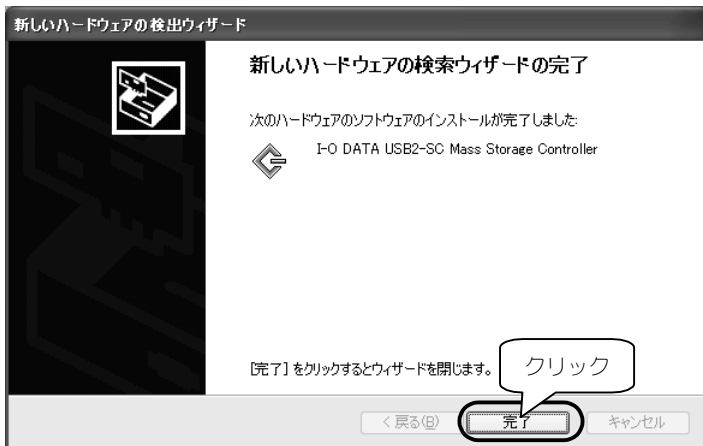 新しいハードウェアの検出ウィザード
新しいハードウェアの検索ウィザードの完了
次のハードウェアのソフトウェアのインストールが完了しました:
I-O DATA USB2-SC Mass Storage Controller
[完了] をクリックするとウィザードを閉じます。
クリック
< 戻る(B)
完了
キャンセル